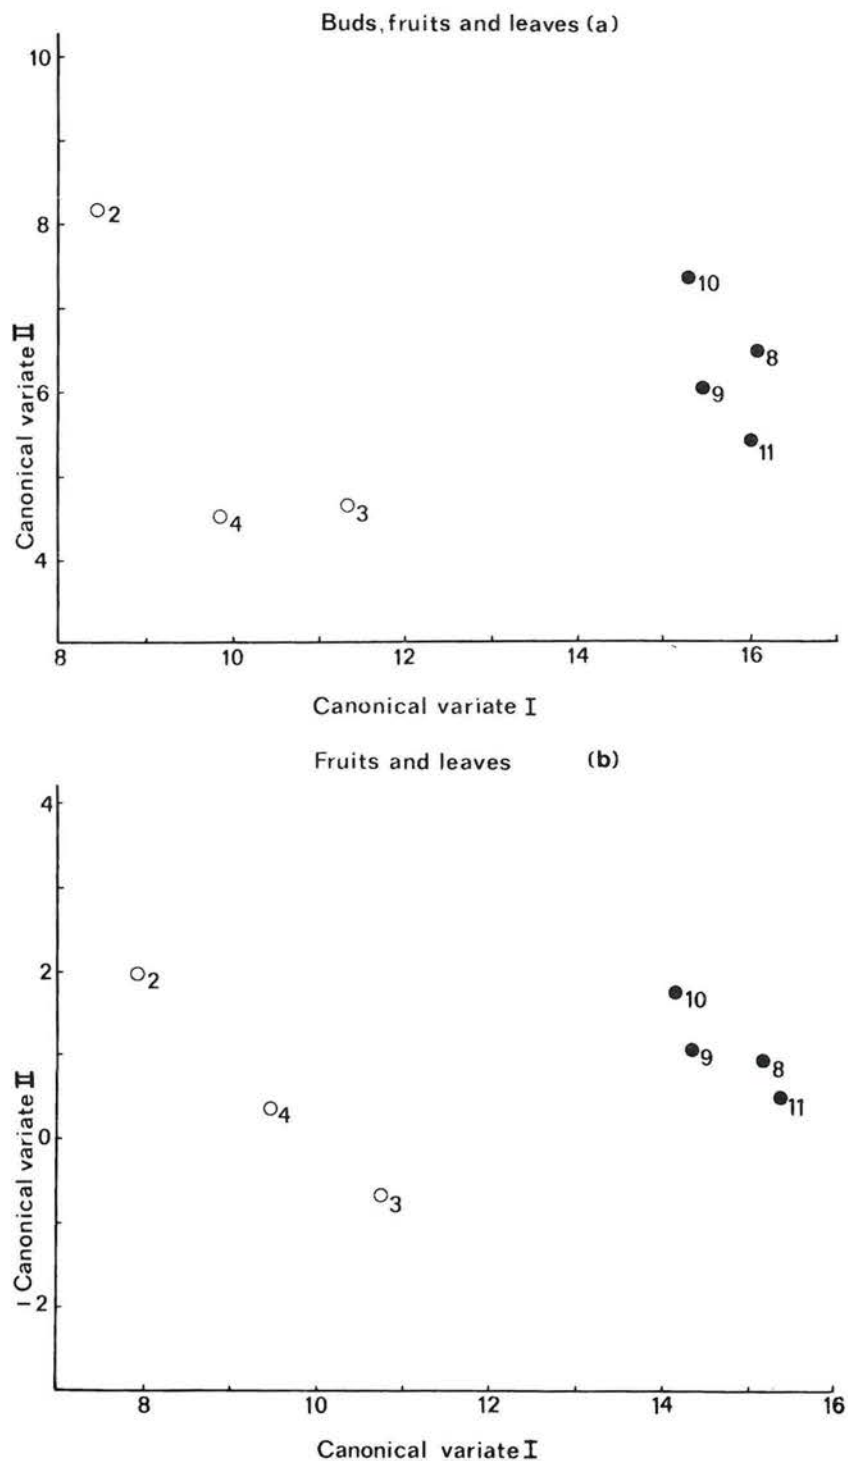 Buds, fruits and leaves (a)
10
8
6
4
Canonical variate II
2
10
8
9
11
4
3
8 10 12 14 16
Canonical variate I
Fruits and leaves (b)
4
2
0
-2
Canonical variate II
2
10
9
8
11
4
3
8 10 12 14 16
Canonical variate I